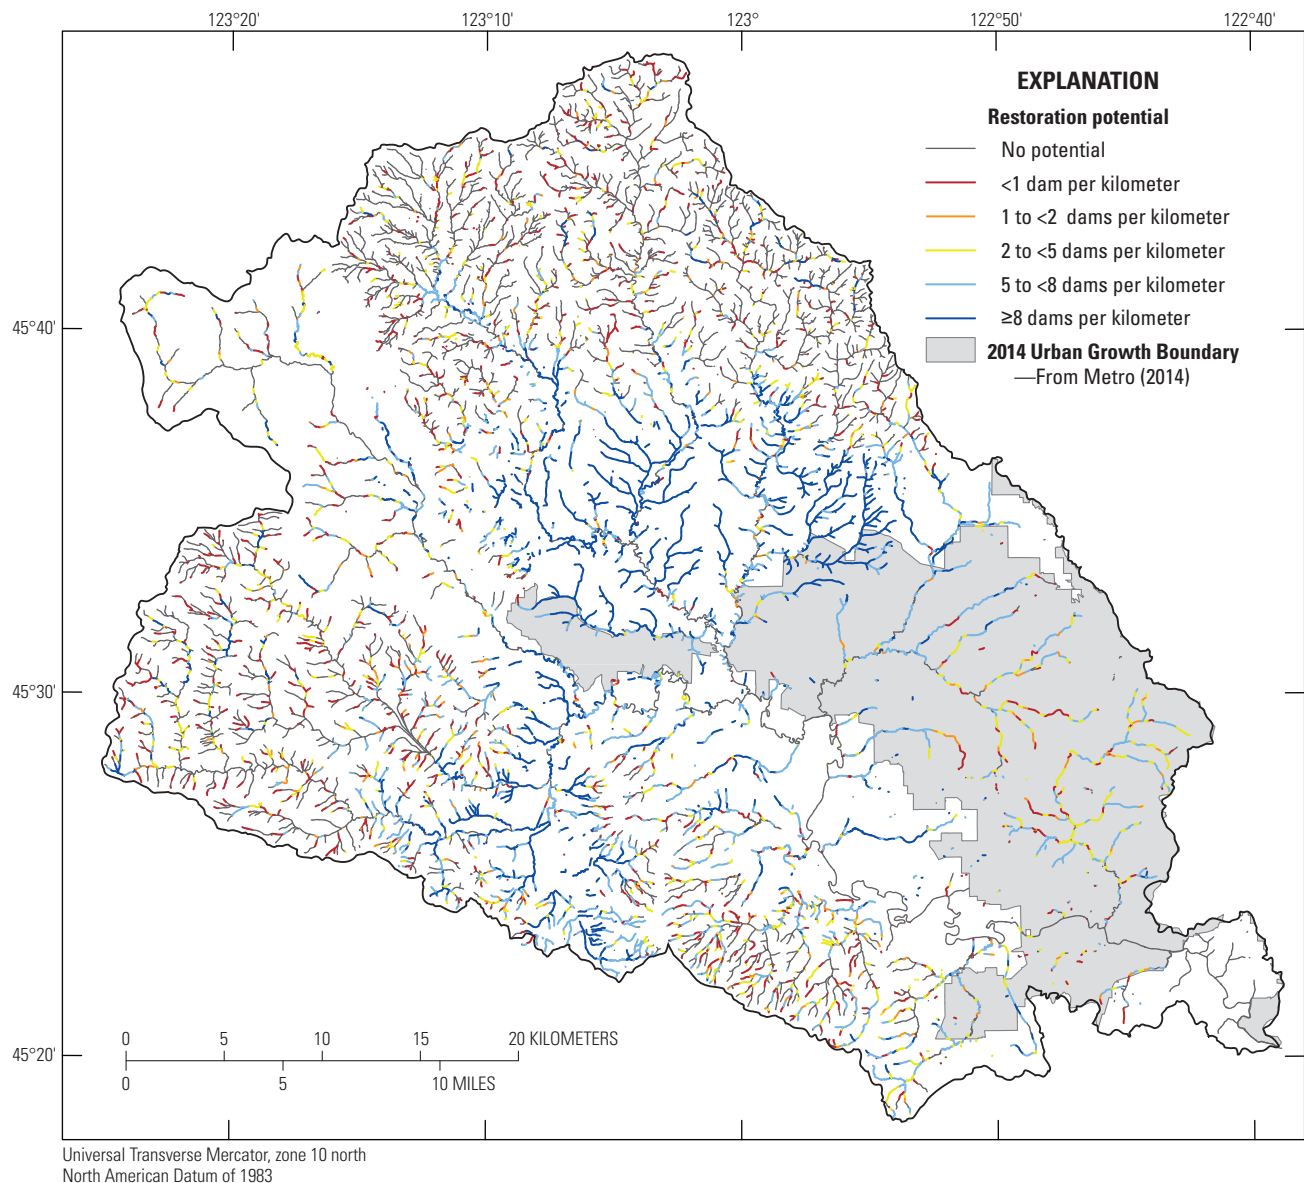 123°20' 123°10' 123° 122°50' 122°40'
EXPLANATION
Restoration potential
No potential
<1 dam per kilometer
1 to <2 dams per kilometer
2 to <5 dams per kilometer
5 to <8 dams per kilometer
≥8 dams per kilometer
2014 Urban Growth Boundary
—From Metro (2014)
45°40'
45°30'
45°20'
0 5 10 15 20 KILOMETERS
0 5 10 MILES
Universal Transverse Mercator, zone 10 north
North American Datum of 1983